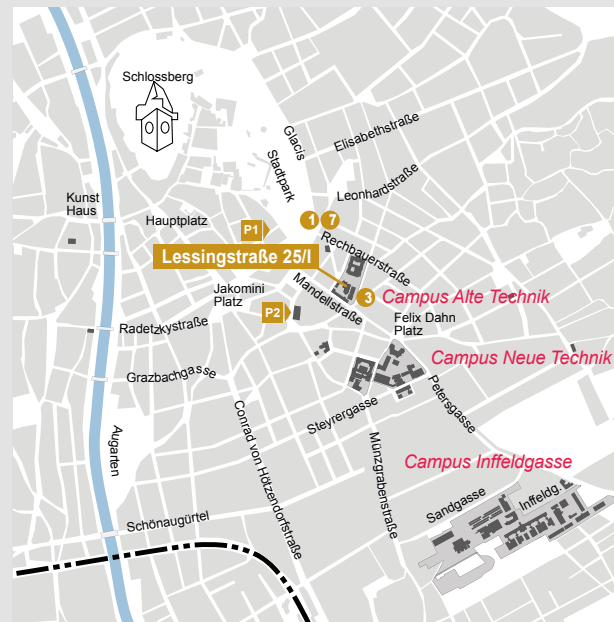 Schlossberg
Glacis
Stadtpark
Elisabethstraße
Leonhardstraße
Kunst
Haus
Hauptplatz
P1
1
7
Rechbauerstraße
Lessingstraße 25/I
Mandellstraße
3
Campus Alte Technik
Jakomini
Platz
P2
Felix Dahn
Platz
Radetzkystraße
Campus Neue Technik
Grazbachgasse
Petersgasse
Steyrergasse
Conrad von Hötzendorfstraße
Münzgrabenstraße
Augarten
Campus Inffeldgasse
Sandgasse
Inffeldg.
Schönaugürtel